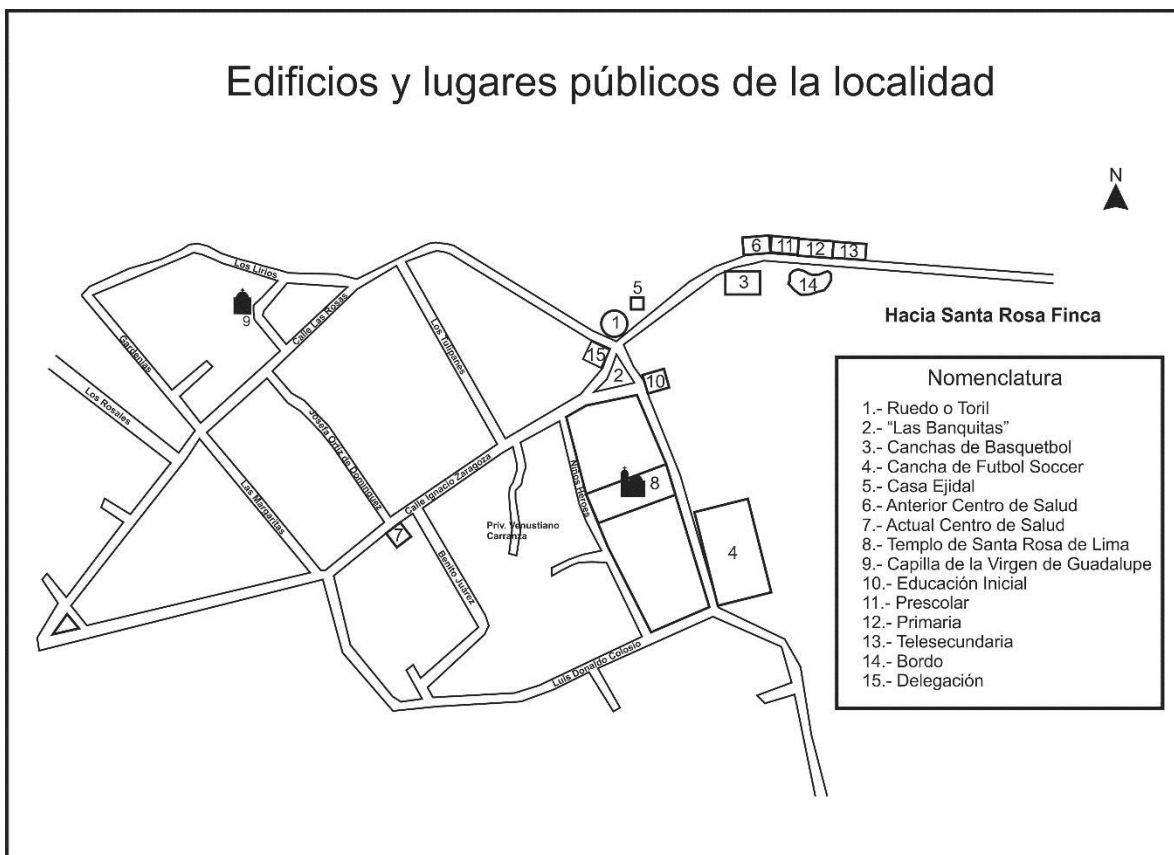 Edificios y lugares públicos de la localidad
N
6
11
12
13
3
14
5
1
15
2
10
Hacia Santa Rosa Finca
Los Lirios
9
Calle Las Rosas
Gardenias
Los Tulipanes
Los Rosales
Josefa Ortíz de Domínguez
Las Margaritas
Calle Ignacio Zaragoza
7
Priv. Venustiano
Carranza
Niños Héroes
8
4
Benito Juárez
Luis Donaldo Colosio
Nomenclatura
1.- Ruedo o Toril
2.- “Las Banquitas”
3.- Canchas de Basquetbol
4.- Cancha de Futbol Soccer
5.- Casa Ejidal
6.- Anterior Centro de Salud
7.- Actual Centro de Salud
8.- Templo de Santa Rosa de Lima
9.- Capilla de la Virgen de Guadalupe
10.- Educación Inicial
11.- Prescolar
12.- Primaria
13.- Telesecundaria
14.- Bordo
15.- Delegación